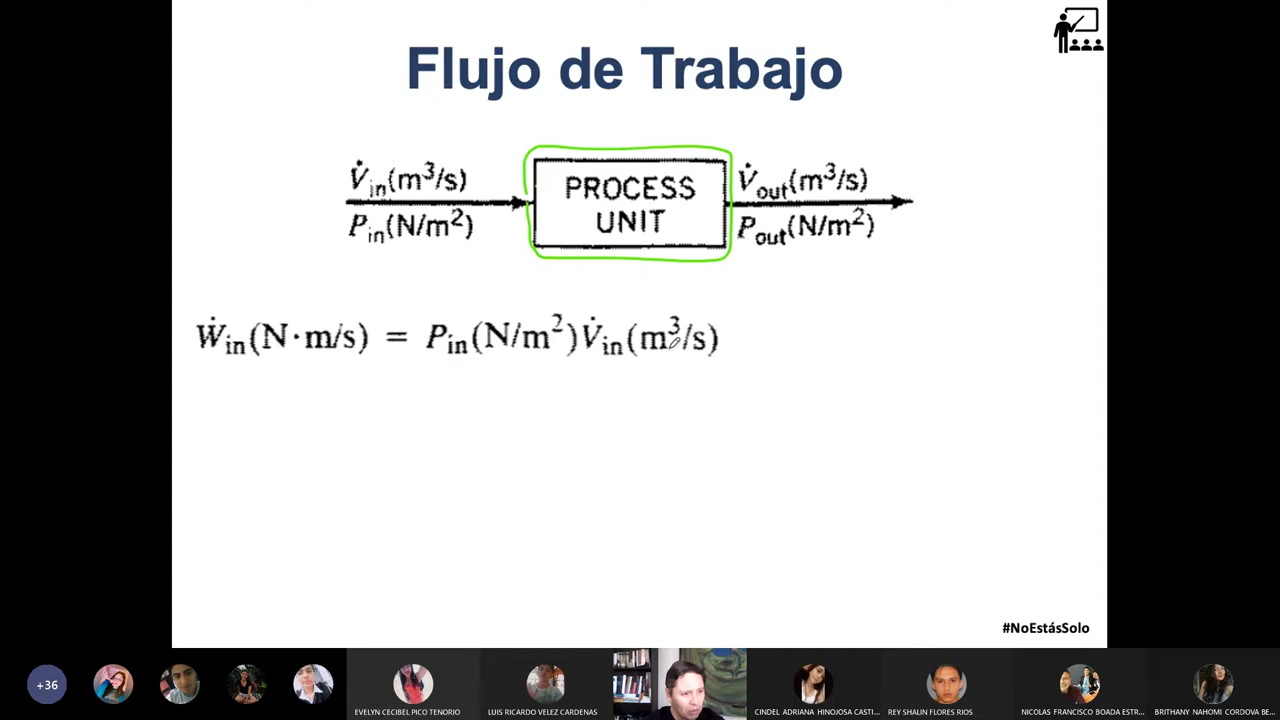 Flujo de Trabajo
V̇in(m³/s)
Pin(N/m²)
PROCESS
UNIT
V̇out(m³/s)
Pout(N/m²)
Ẇin(N·m/s) = Pin(N/m²)V̇in(m³/s)
#NoEstásSolo
+36
EVELYN CECIBEL PICO TENORIO
LUIS RICARDO VELEZ CARDENAS
CINDEL ADRIANA HINOJOSA CASTI...
REY SHALIN FLORES RIOS
NICOLAS FRANCISCO BOADA ESTR...
BRITHANY NAHOMI CORDOVA BE...